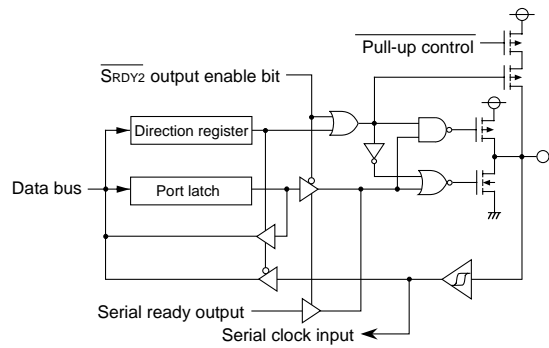 Pull-up control
SRDY2 output enable bit
Direction register
Data bus
Port latch
Serial ready output
Serial clock input